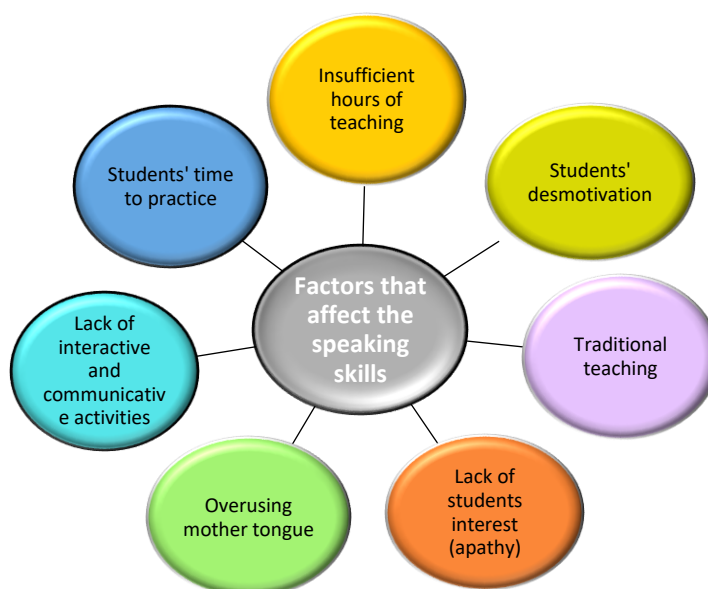 Insufficient
hours of
teaching
Students'
desmotivation
Traditional
teaching
Lack of
students
interest
(apathy)
Overusing
mother tongue
Lack of
interactive
and
communicativ
e activities
Students' time
to practice
Factors that
affect the
speaking
skills